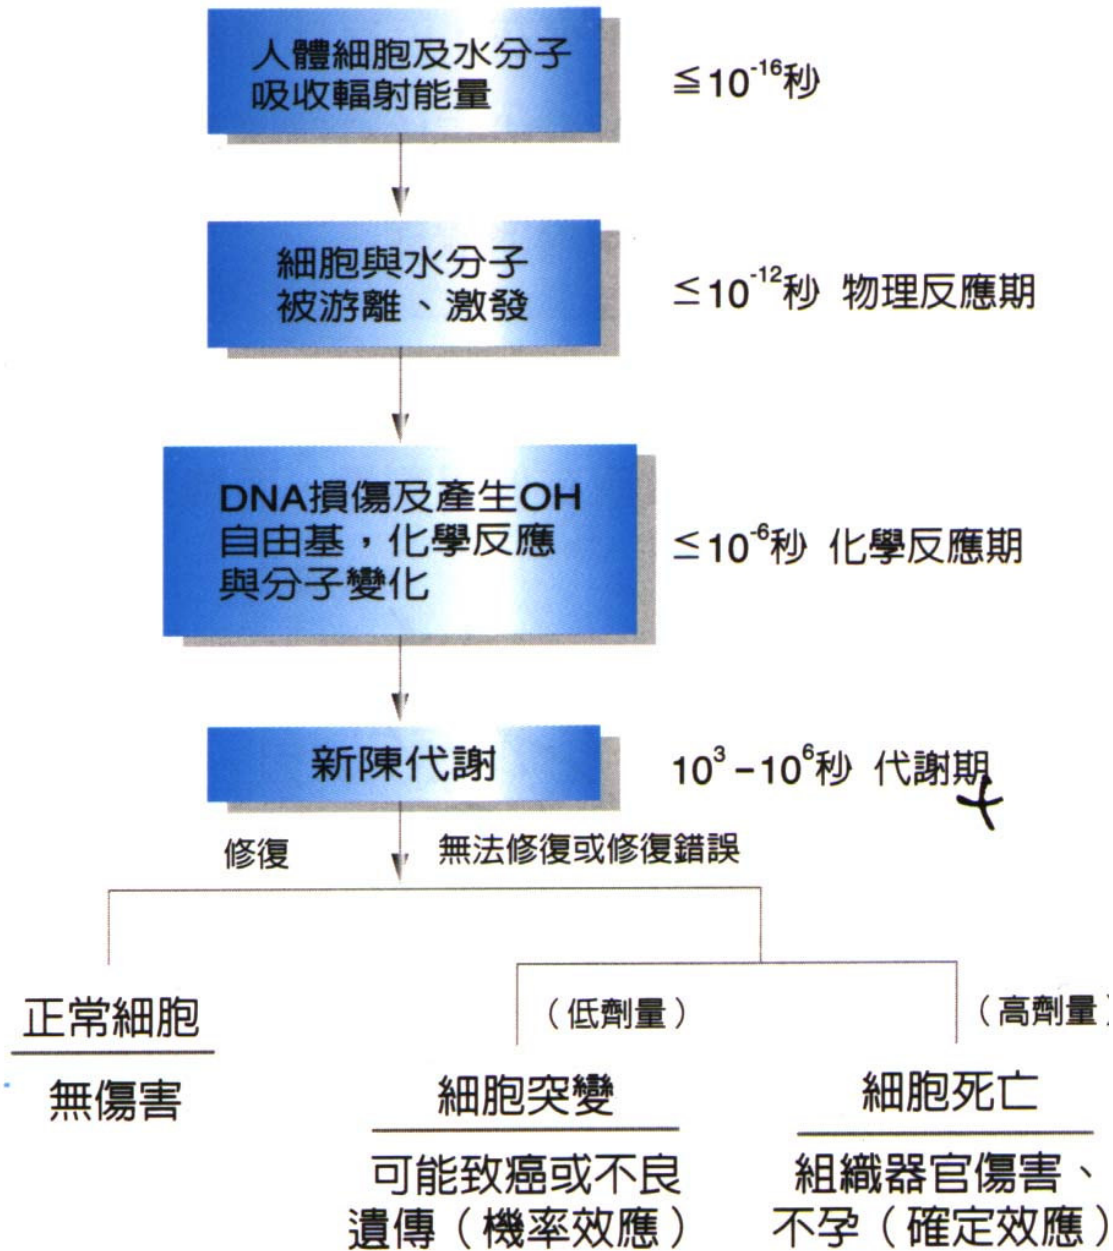 人體細胞及水分子
吸收輻射能量
≦10⁻¹⁶秒
細胞與水分子
被游離、激發
≦10⁻¹²秒 物理反應期
DNA損傷及產生OH
自由基，化學反應
與分子變化
≦10⁻⁶秒 化學反應期
新陳代謝
10³－10⁶秒 代謝期
修復
無法修復或修復錯誤
正常細胞
無傷害
（低劑量）
細胞突變
可能致癌或不良
遺傳（機率效應）
（高劑量）
細胞死亡
組織器官傷害、
不孕（確定效應）